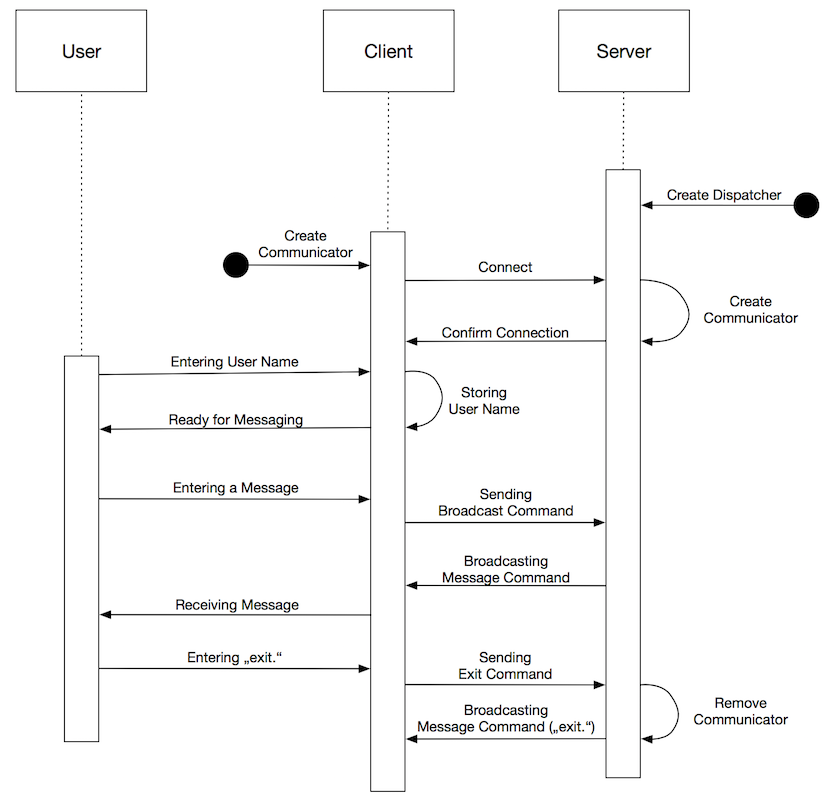 User
Client
Server
Create Dispatcher
Create
Communicator
Connect
Create
Communicator
Confirm Connection
Entering User Name
Storing
User Name
Ready for Messaging
Entering a Message
Sending
Broadcast Command
Broadcasting
Message Command
Receiving Message
Entering „exit.“
Sending
Exit Command
Remove
Communicator
Broadcasting
Message Command („exit.“)